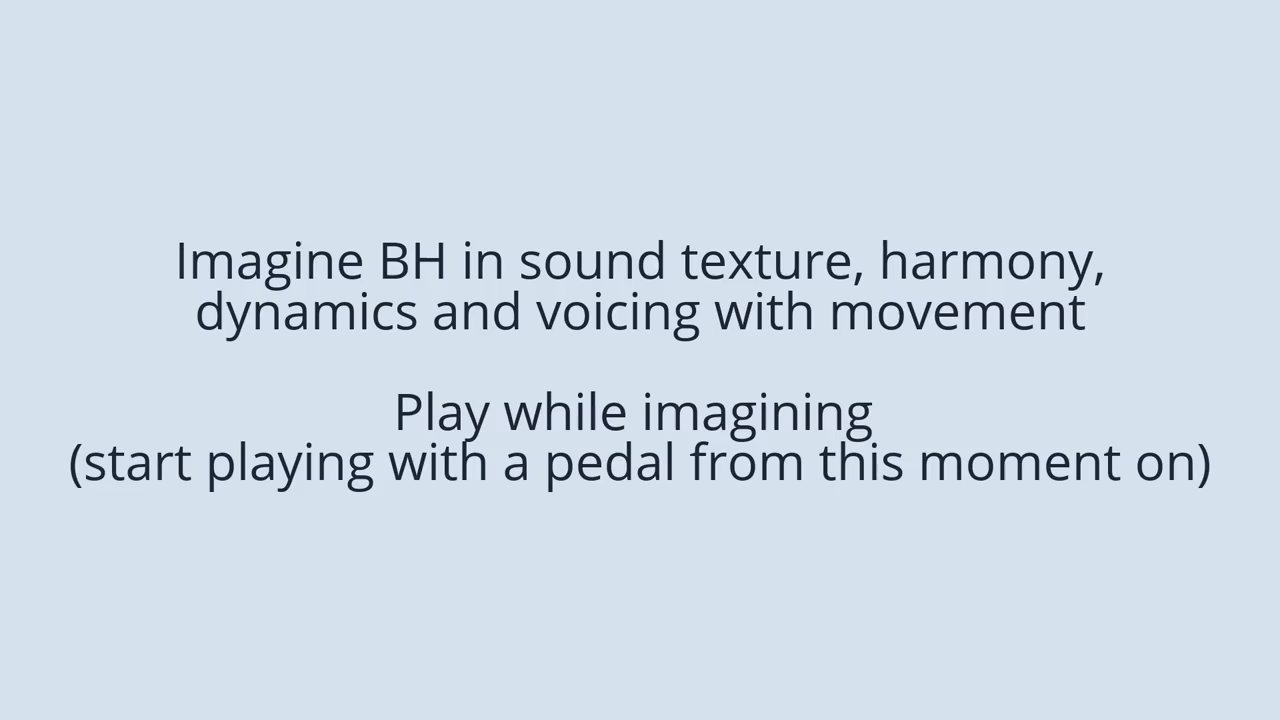 Imagine BH in sound texture, harmony,
dynamics and voicing with movement
Play while imagining
(start playing with a pedal from this moment on)